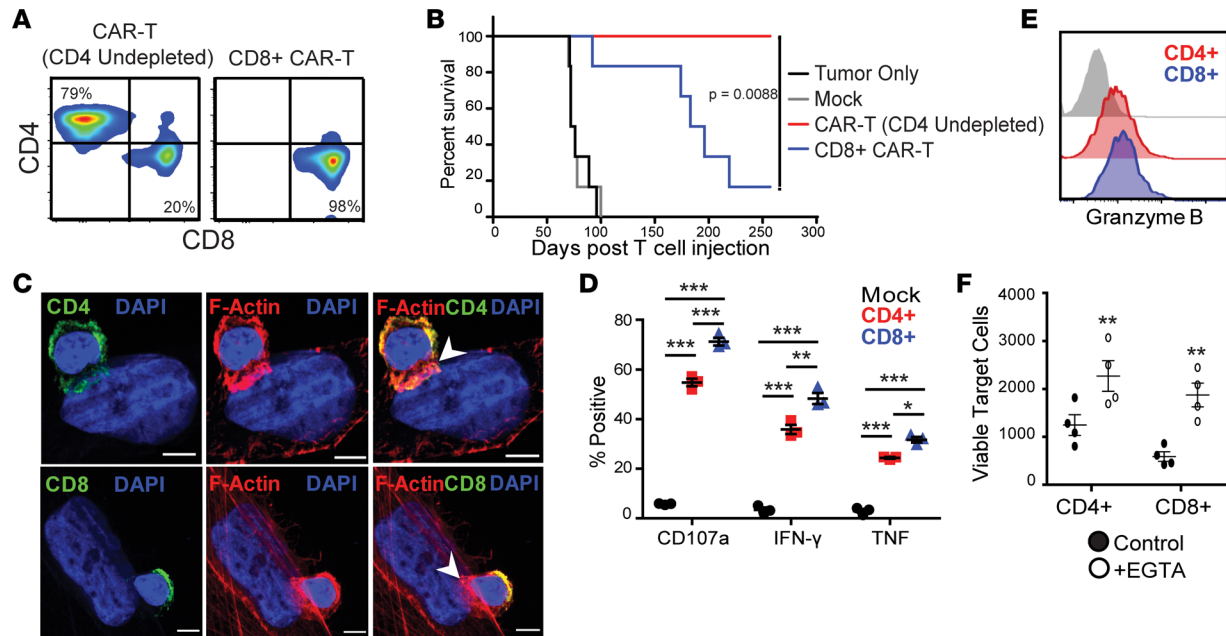 A
CAR-T
(CD4 Undepleted)
CD8+ CAR-T
79%
20%
98%
CD4
CD8
B
Percent survival
100
80
60
40
20
0
0 50 100 150 200 250 300
Days post T cell injection
p = 0.0088
Tumor Only
Mock
CAR-T (CD4 Undepleted)
CD8+ CAR-T
E
CD4+
CD8+
Granzyme B
C
CD4 DAPI
F-Actin DAPI
F-Actin CD4 DAPI
CD8 DAPI
F-Actin DAPI
F-Actin CD8 DAPI
D
Mock
CD4+
CD8+
% Positive
80
60
40
20
0
*** *** ***
*** ** ***
*** * ***
CD107a IFN-γ TNF
F
Viable Target Cells
4000
3000
2000
1000
0
** **
CD4+ CD8+
Control
+EGTA